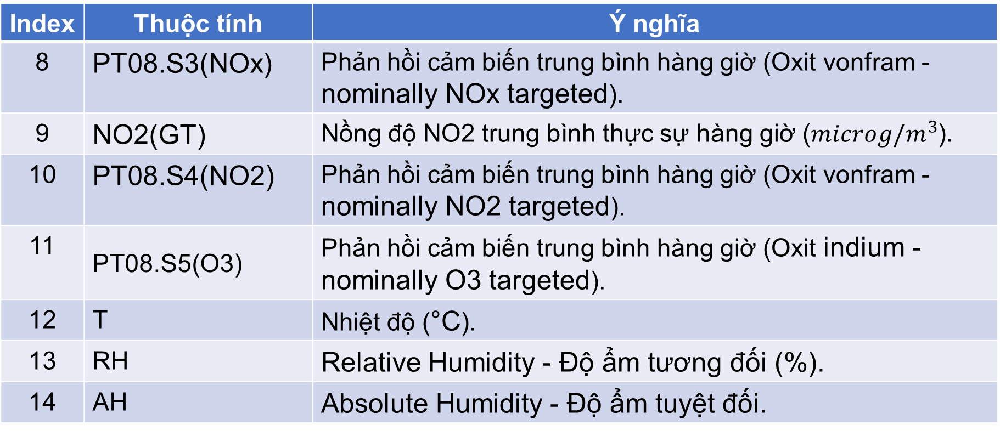 Index Thuộc tính Ý nghĩa
8 PT08.S3(NOx) Phản hồi cảm biến trung bình hàng giờ (Oxit vonfram -
nominally NOx targeted).
9 NO2(GT) Nồng độ NO2 trung bình thực sự hàng giờ (microg/m³).
10 PT08.S4(NO2) Phản hồi cảm biến trung bình hàng giờ (Oxit vonfram -
nominally NO2 targeted).
11 PT08.S5(O3) Phản hồi cảm biến trung bình hàng giờ (Oxit indium -
nominally O3 targeted).
12 T Nhiệt độ (°C).
13 RH Relative Humidity - Độ ẩm tương đối (%).
14 AH Absolute Humidity - Độ ẩm tuyệt đối.